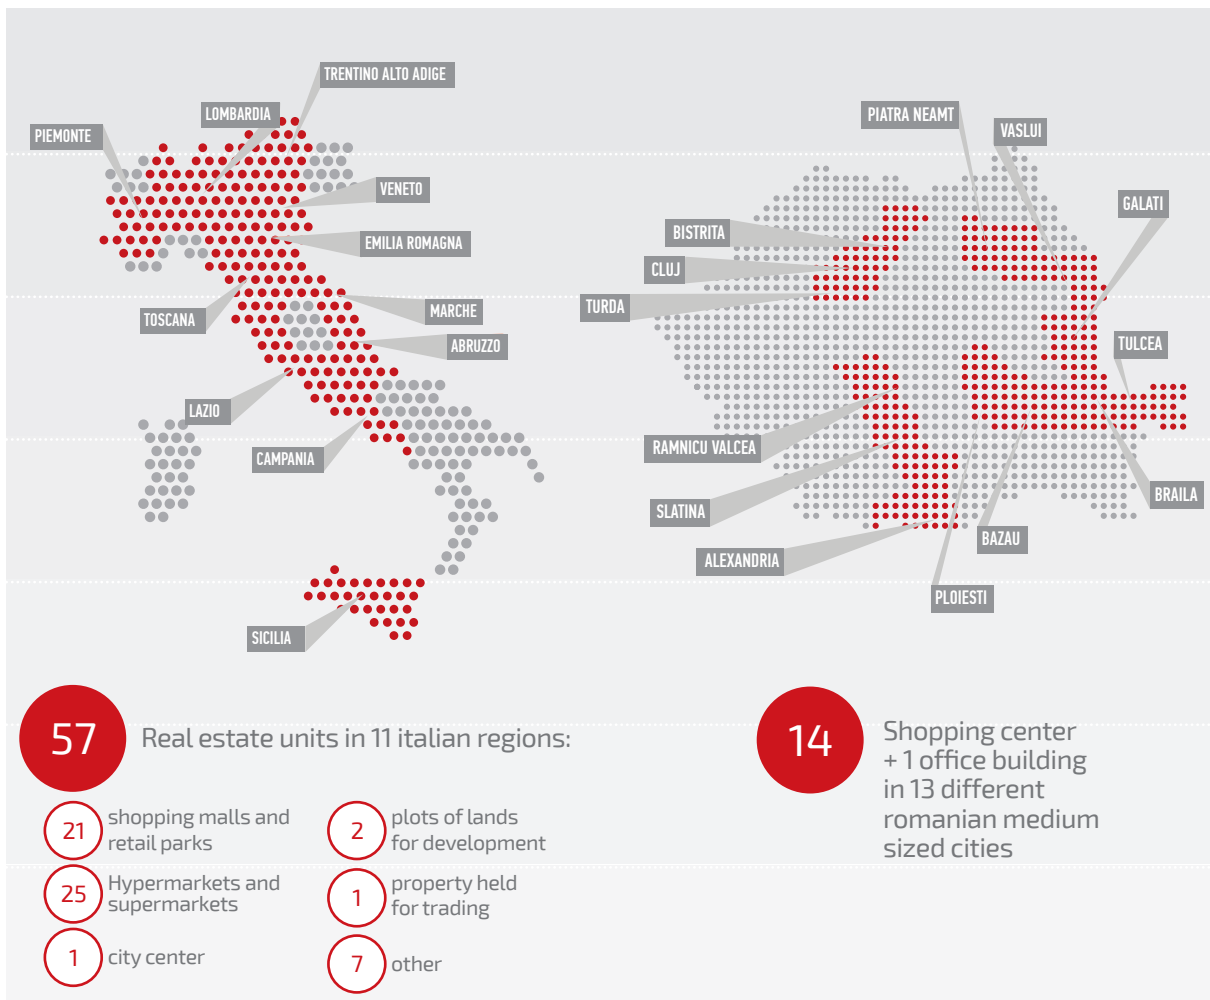 TRENTINO ALTO ADIGE
LOMBARDIA
PIEMONTE
VENETO
EMILIA ROMAGNA
MARCHE
TOSCANA
ABRUZZO
LAZIO
CAMPANIA
SICILIA
PIATRA NEAMT
VASLUI
GALATI
BISTRITA
CLUJ
TURDA
TULCEA
RAMNICU VALCEA
BRAILA
SLATINA
BAZAU
ALEXANDRIA
PLOIESTI
57
Real estate units in 11 italian regions:
21
shopping malls and
retail parks
25
Hypermarkets and
supermarkets
1
city center
2
plots of lands
for development
1
property held
for trading
7
other
14
Shopping center
+ 1 office building
in 13 different
romanian medium
sized cities